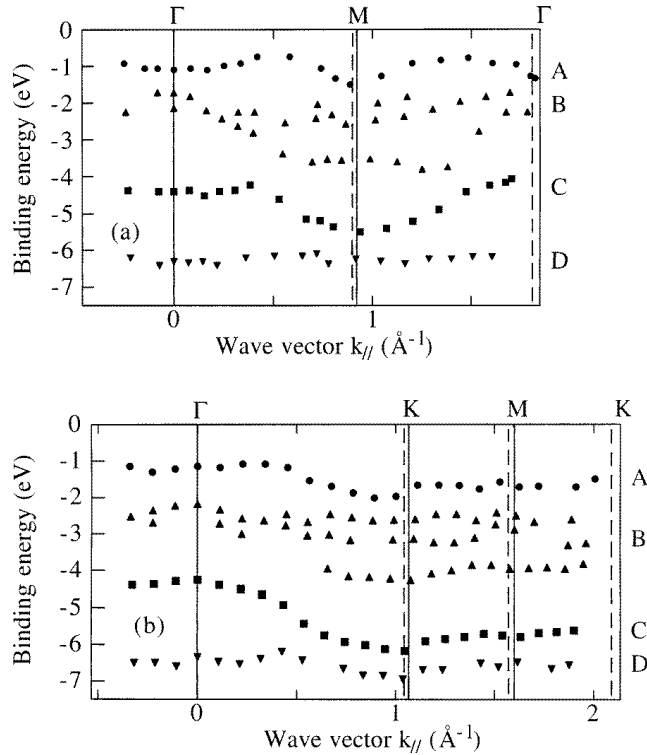 Γ M Γ
0
-1
-2
-3
-4
-5
-6
-7
Binding energy (eV)
A
B
C
D
(a)
0 1
Wave vector k// (Å-1)
Γ K M K
0
-1
-2
-3
-4
-5
-6
-7
Binding energy (eV)
A
B
C
D
(b)
0 1 2
Wave vector k// (Å-1)